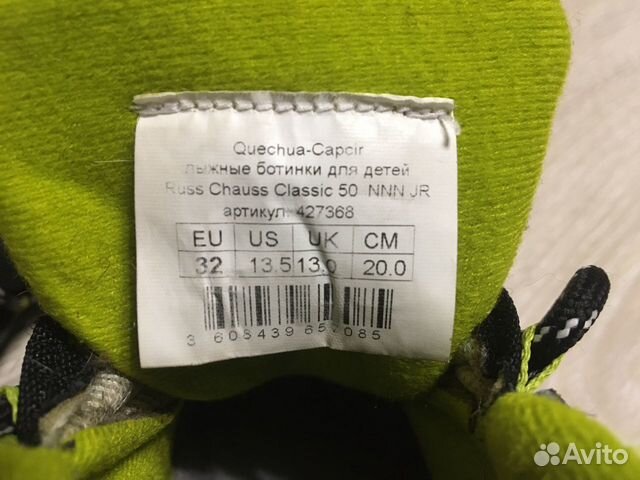 Quechua-Capcir
лыжные ботинки для детей
Russ Chauss Classic 50 NNN JR
артикул: 427368
EU US UK CM
32 13.5 13.0 20.0
3 608439 657085
Avito